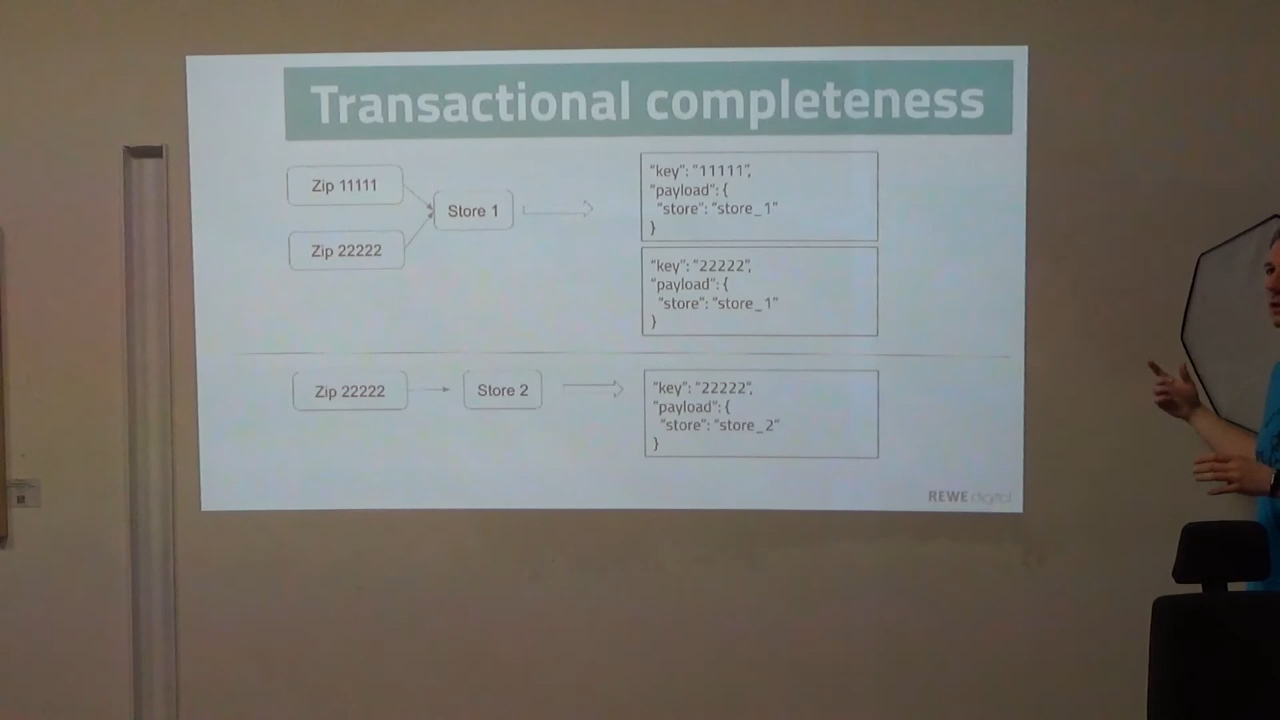 Transactional completeness
Zip 11111
Zip 22222
Store 1
"key": "11111",
"payload": {
"store": "store_1"
}
"key": "22222",
"payload": {
"store": "store_1"
}
Zip 22222
Store 2
"key": "22222",
"payload": {
"store": "store_2"
}
REWE digital